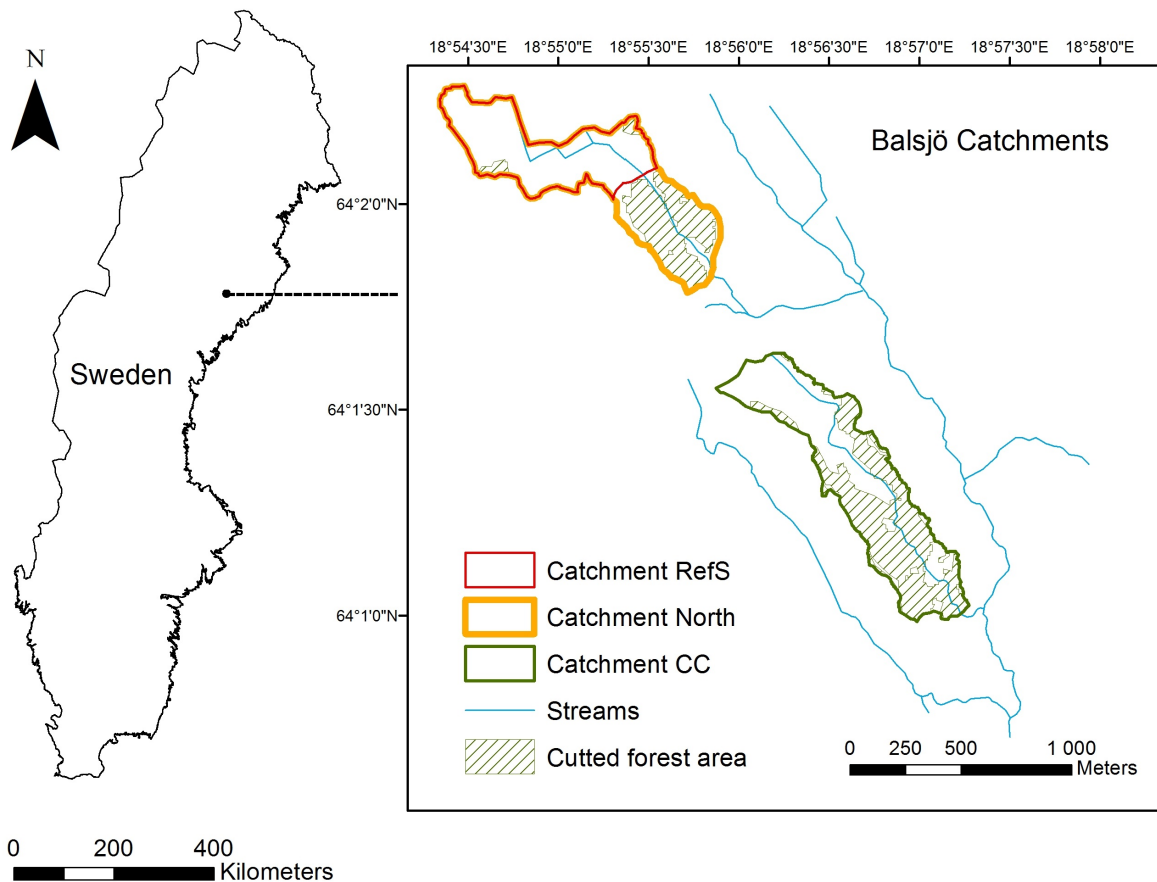 N
Sweden
0 200 400
Kilometers
18°54'30"E 18°55'0"E 18°55'30"E 18°56'0"E 18°56'30"E 18°57'0"E 18°57'30"E 18°58'0"E
Balsjö Catchments
64°2'0"N
64°1'30"N
64°1'0"N
Catchment RefS
Catchment North
Catchment CC
Streams
Cutted forest area
0 250 500 1 000
Meters